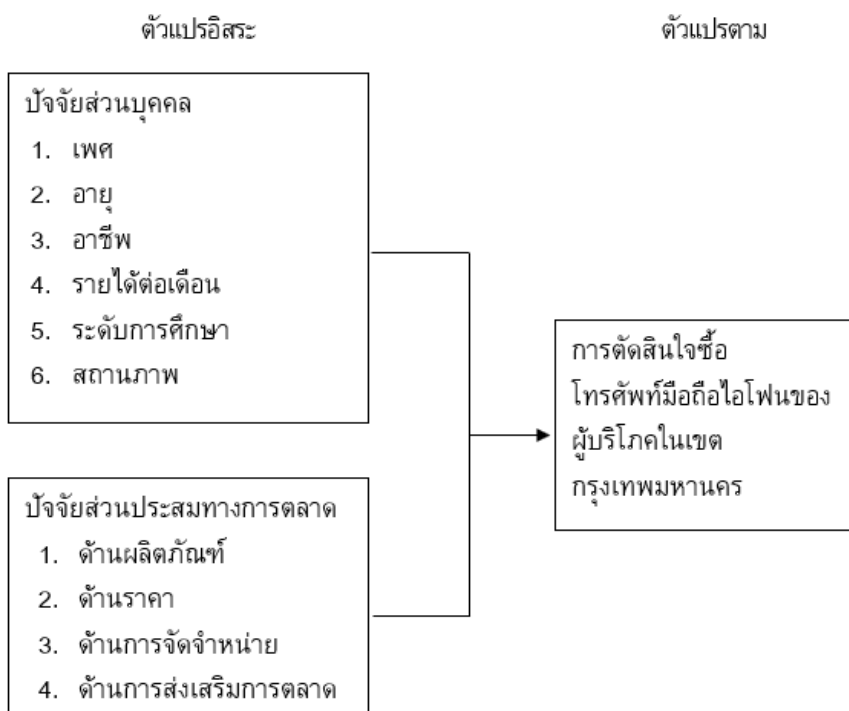 ตัวแปรอิสระ
ตัวแปรตาม
ปัจจัยส่วนบุคคล
1. เพศ
2. อายุ
3. อาชีพ
4. รายได้ต่อเดือน
5. ระดับการศึกษา
6. สถานภาพ
ปัจจัยส่วนประสมทางการตลาด
1. ด้านผลิตภัณฑ์
2. ด้านราคา
3. ด้านการจัดจำหน่าย
4. ด้านการส่งเสริมการตลาด
การตัดสินใจซื้อ
โทรศัพท์มือถือไอโฟนของ
ผู้บริโภคในเขต
กรุงเทพมหานคร